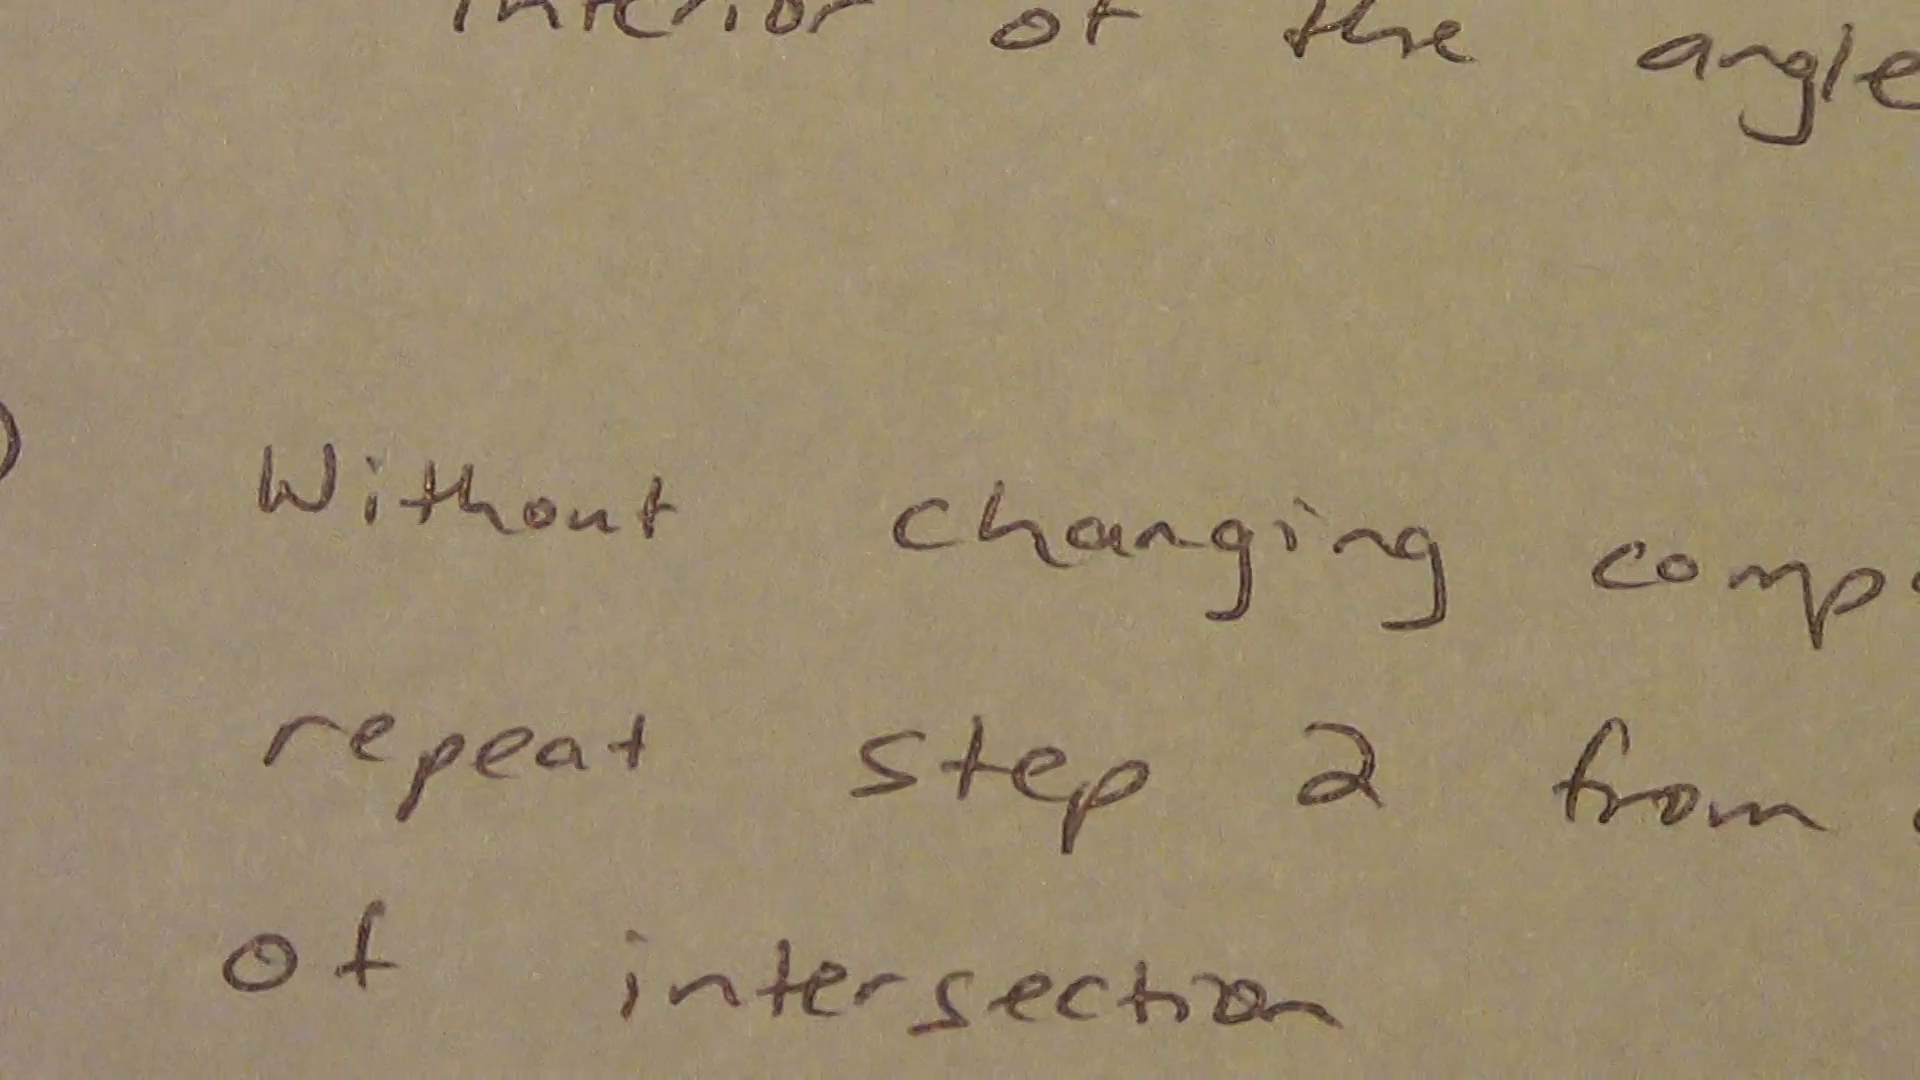 interior of the angle
) Without changing comp
repeat step 2 from
of intersection